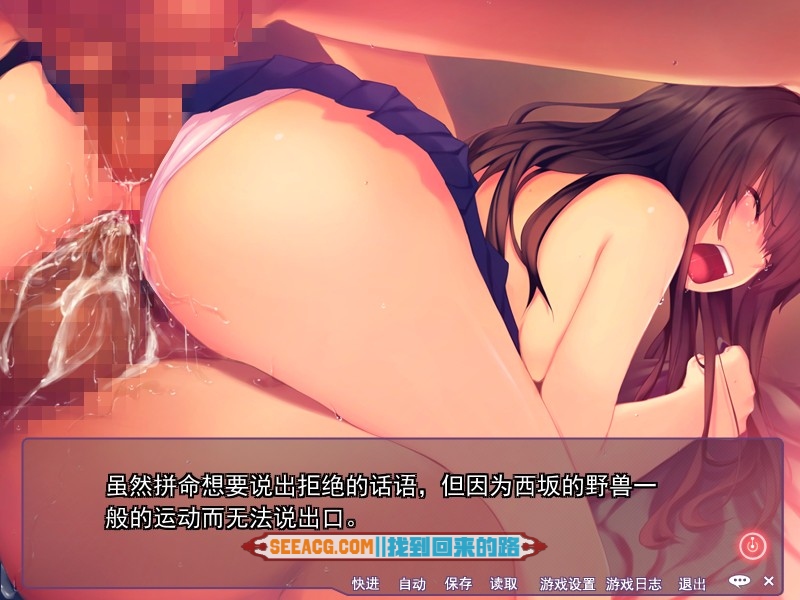 虽然拼命想要说出拒绝的话语，但因为西坂的野兽一
般的运动而无法说出口。
SEEACG.COM||找到回来的路
快进 自动 保存 读取 游戏设置 游戏日志 退出